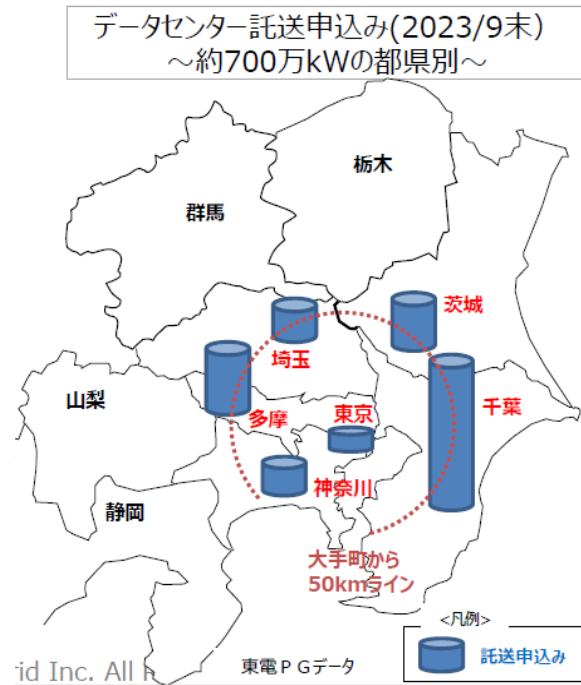 データセンター託送申込み(2023/9末)
～約700万kWの都県別～
栃木
群馬
茨城
埼玉
山梨
多摩
東京
千葉
神奈川
静岡
大手町から
50kmライン
<凡例>
託送申込み
東電ＰＧデータ
id Inc. All